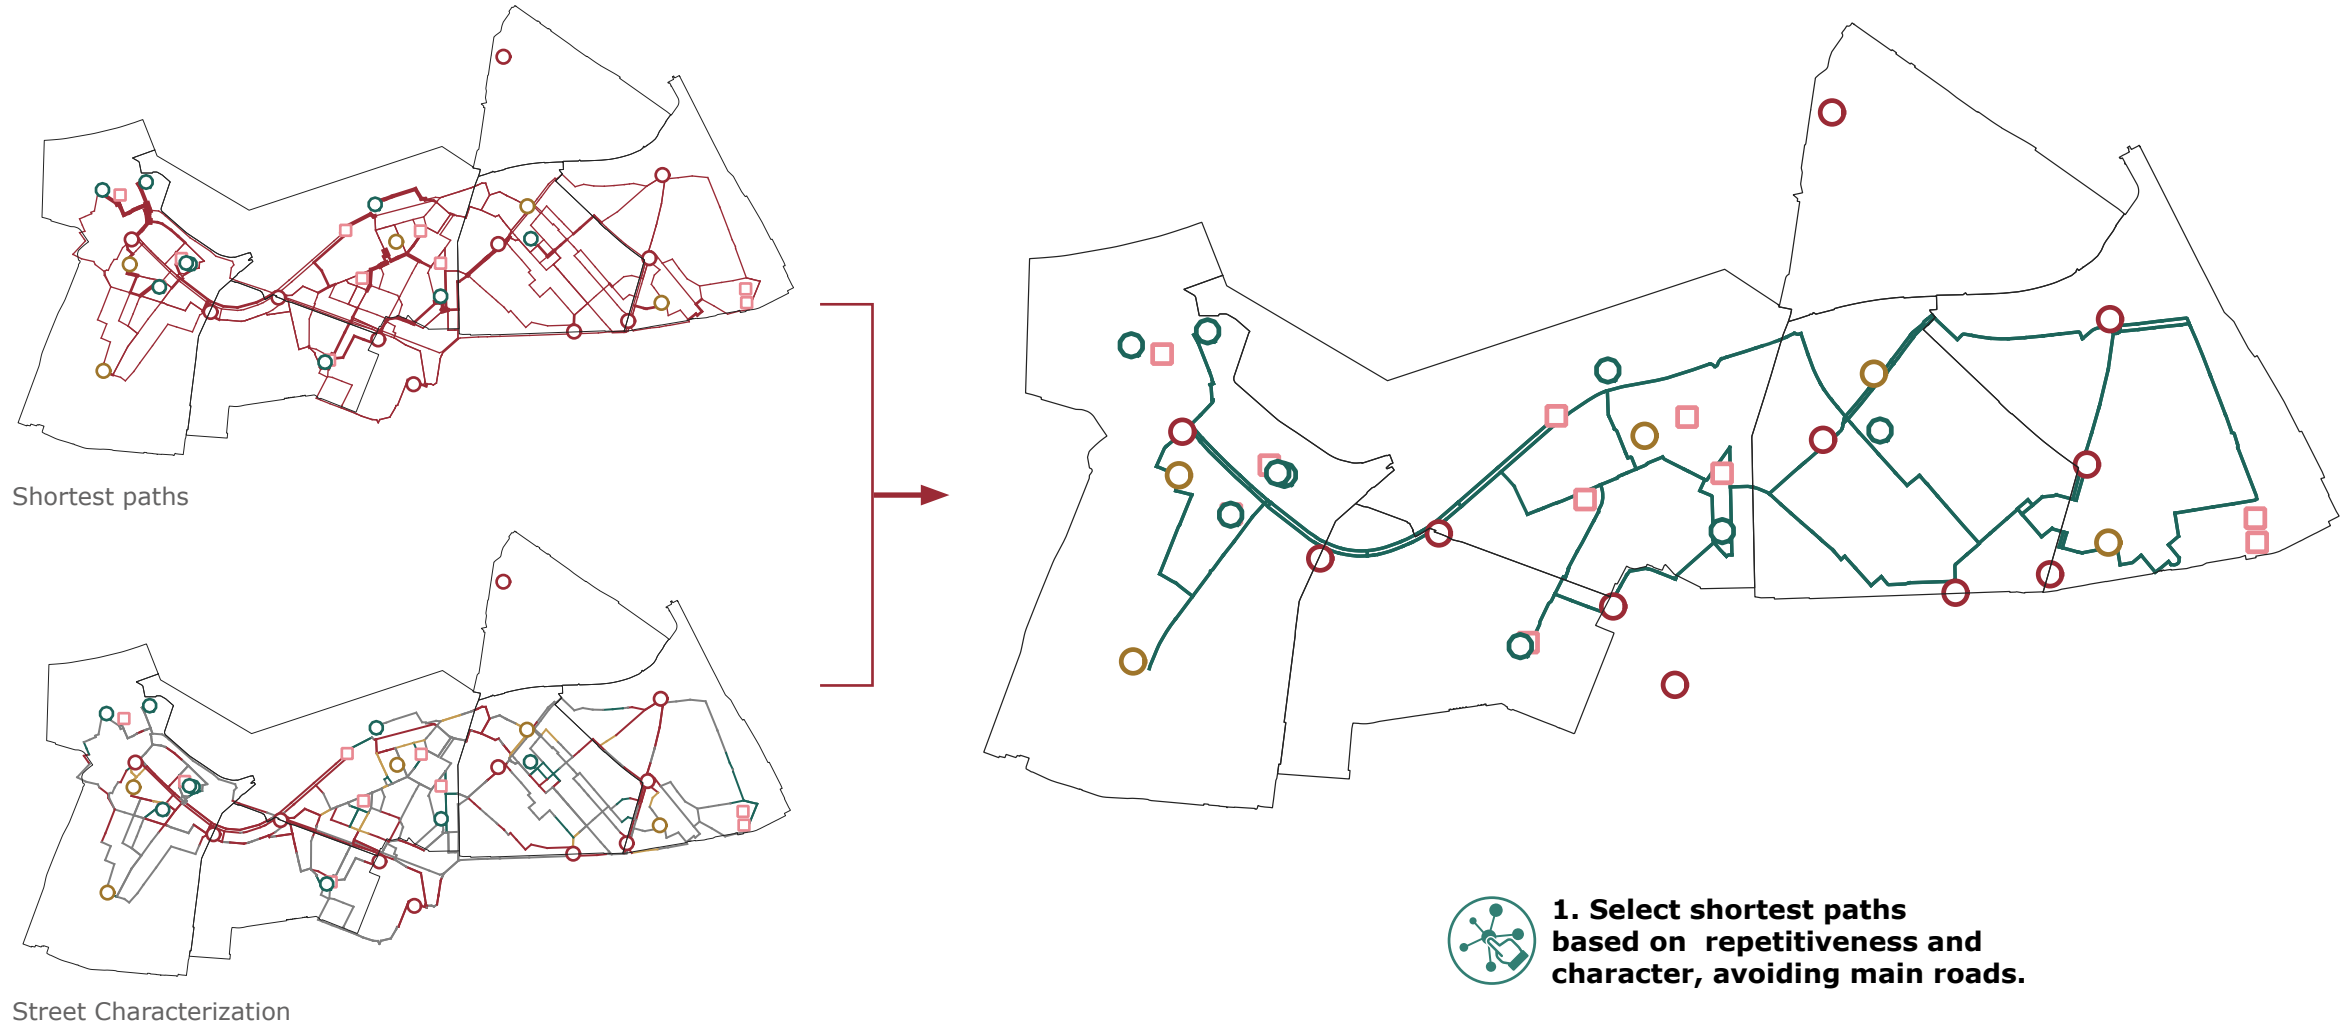 Shortest paths
Street Characterization
1. Select shortest paths
based on  repetitiveness and
character, avoiding main roads.